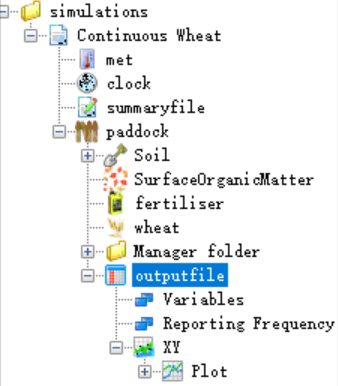 simulations
Continuous Wheat
met
clock
summaryfile
paddock
Soil
SurfaceOrganicMatter
fertiliser
wheat
Manager folder
outputfile
Variables
Reporting Frequency
XY
Plot